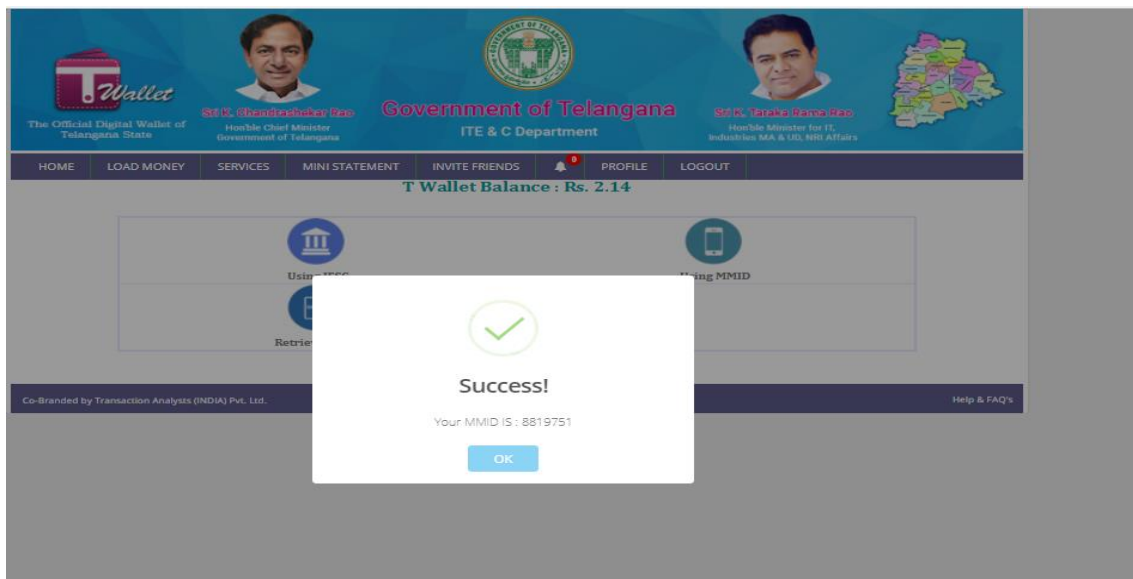 T Wallet
The Official Digital Wallet of
Telangana State
Sri K. Chandrashekar Rao
Hon'ble Chief Minister
Government of Telangana
Government of Telangana
ITE & C Department
Sri K. Taraka Rama Rao
Hon'ble Minister for IT,
Industries MA & UD, NRI Affairs
HOME LOAD MONEY SERVICES MINI STATEMENT INVITE FRIENDS PROFILE LOGOUT
T Wallet Balance : Rs. 2.14
Using IFSC
Using MMID
Success!
Your MMID IS : 8819751
OK
Co-Branded by Transaction Analysts (INDIA) Pvt. Ltd.
Help & FAQ's